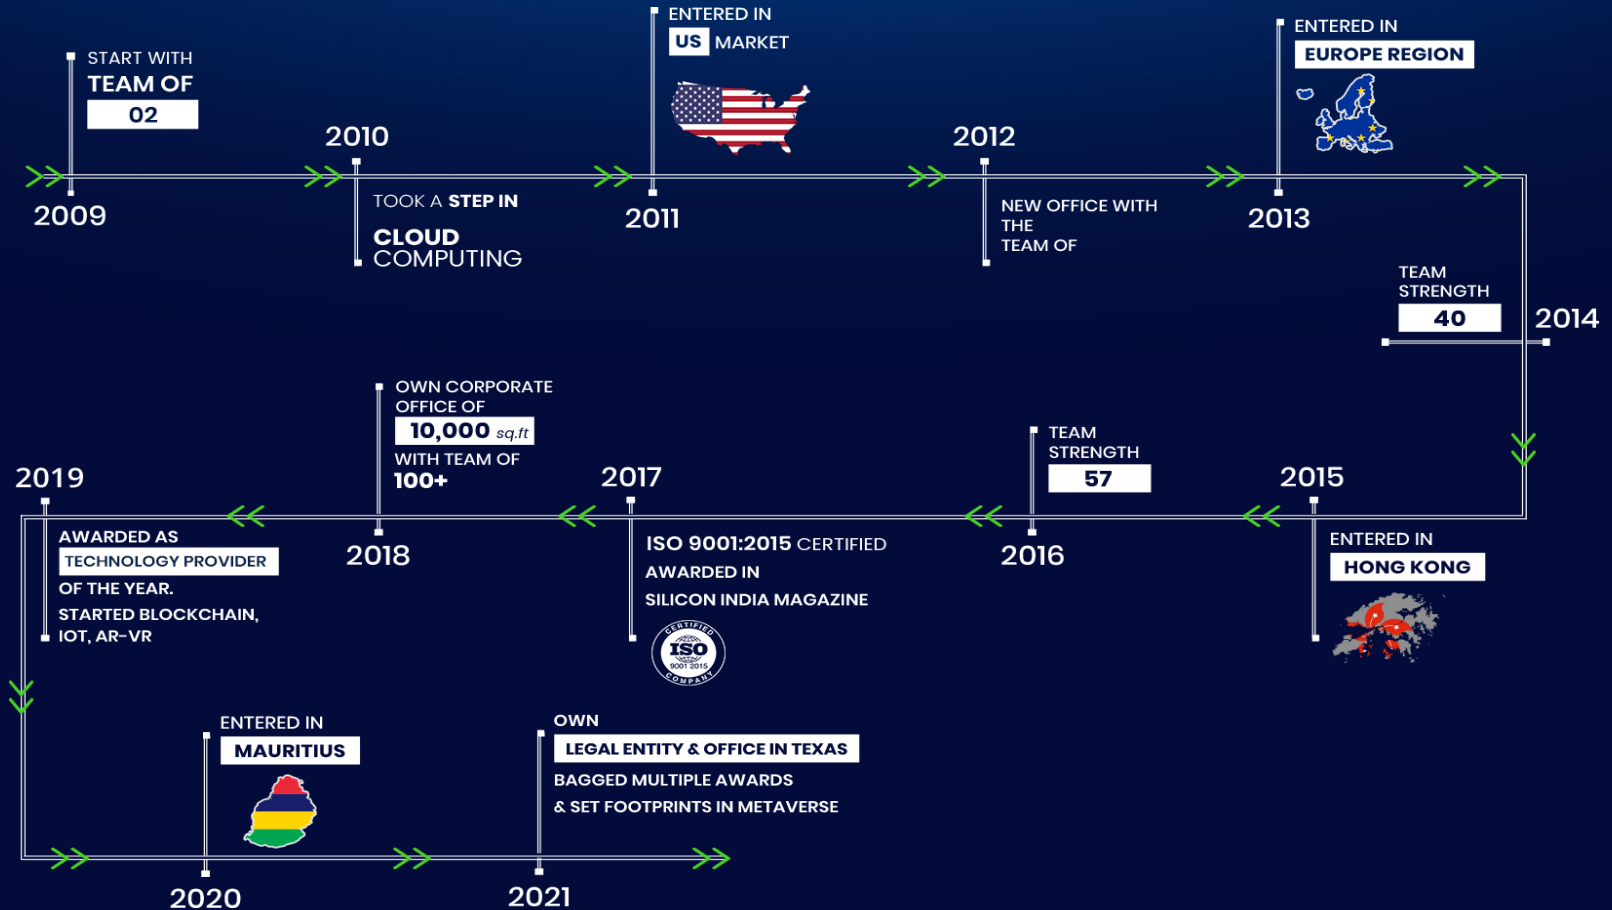 START WITH
TEAM OF
02
2009
2010
TOOK A STEP IN
CLOUD
COMPUTING
ENTERED IN
US MARKET
2011
2012
NEW OFFICE WITH
THE
TEAM OF
ENTERED IN
EUROPE REGION
2013
TEAM
STRENGTH
40
2014
2015
ENTERED IN
HONG KONG
TEAM
STRENGTH
57
2016
2017
ISO 9001:2015 CERTIFIED
AWARDED IN
SILICON INDIA MAGAZINE
CERTIFIED
ISO
9001 2015
COMPANY
OWN CORPORATE
OFFICE OF
10,000 sq.ft
WITH TEAM OF
100+
2018
2019
AWARDED AS
TECHNOLOGY PROVIDER
OF THE YEAR.
STARTED BLOCKCHAIN,
IOT, AR-VR
ENTERED IN
MAURITIUS
2020
OWN
LEGAL ENTITY & OFFICE IN TEXAS
BAGGED MULTIPLE AWARDS
& SET FOOTPRINTS IN METAVERSE
2021